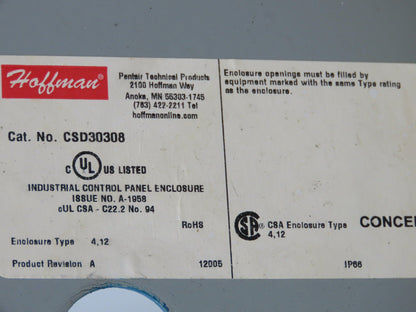 Hoffman®
Pentair Technical Products
2100 Hoffman Way
Anoka, MN 55303-1745
(763) 422-2211 Tel
hoffmanonline.com
Cat. No. CSD30308
c UL US LISTED
INDUSTRIAL CONTROL PANEL ENCLOSURE
ISSUE NO. A-1958
cUL CSA - C22.2 No. 94
RoHS
Enclosure Type 4,12
Product Revision A 12005
Enclosure openings must be filled by
equipment marked with the same Type rating
as the enclosure.
SA® CSA Enclosure Type
4,12
CONCE
IP66